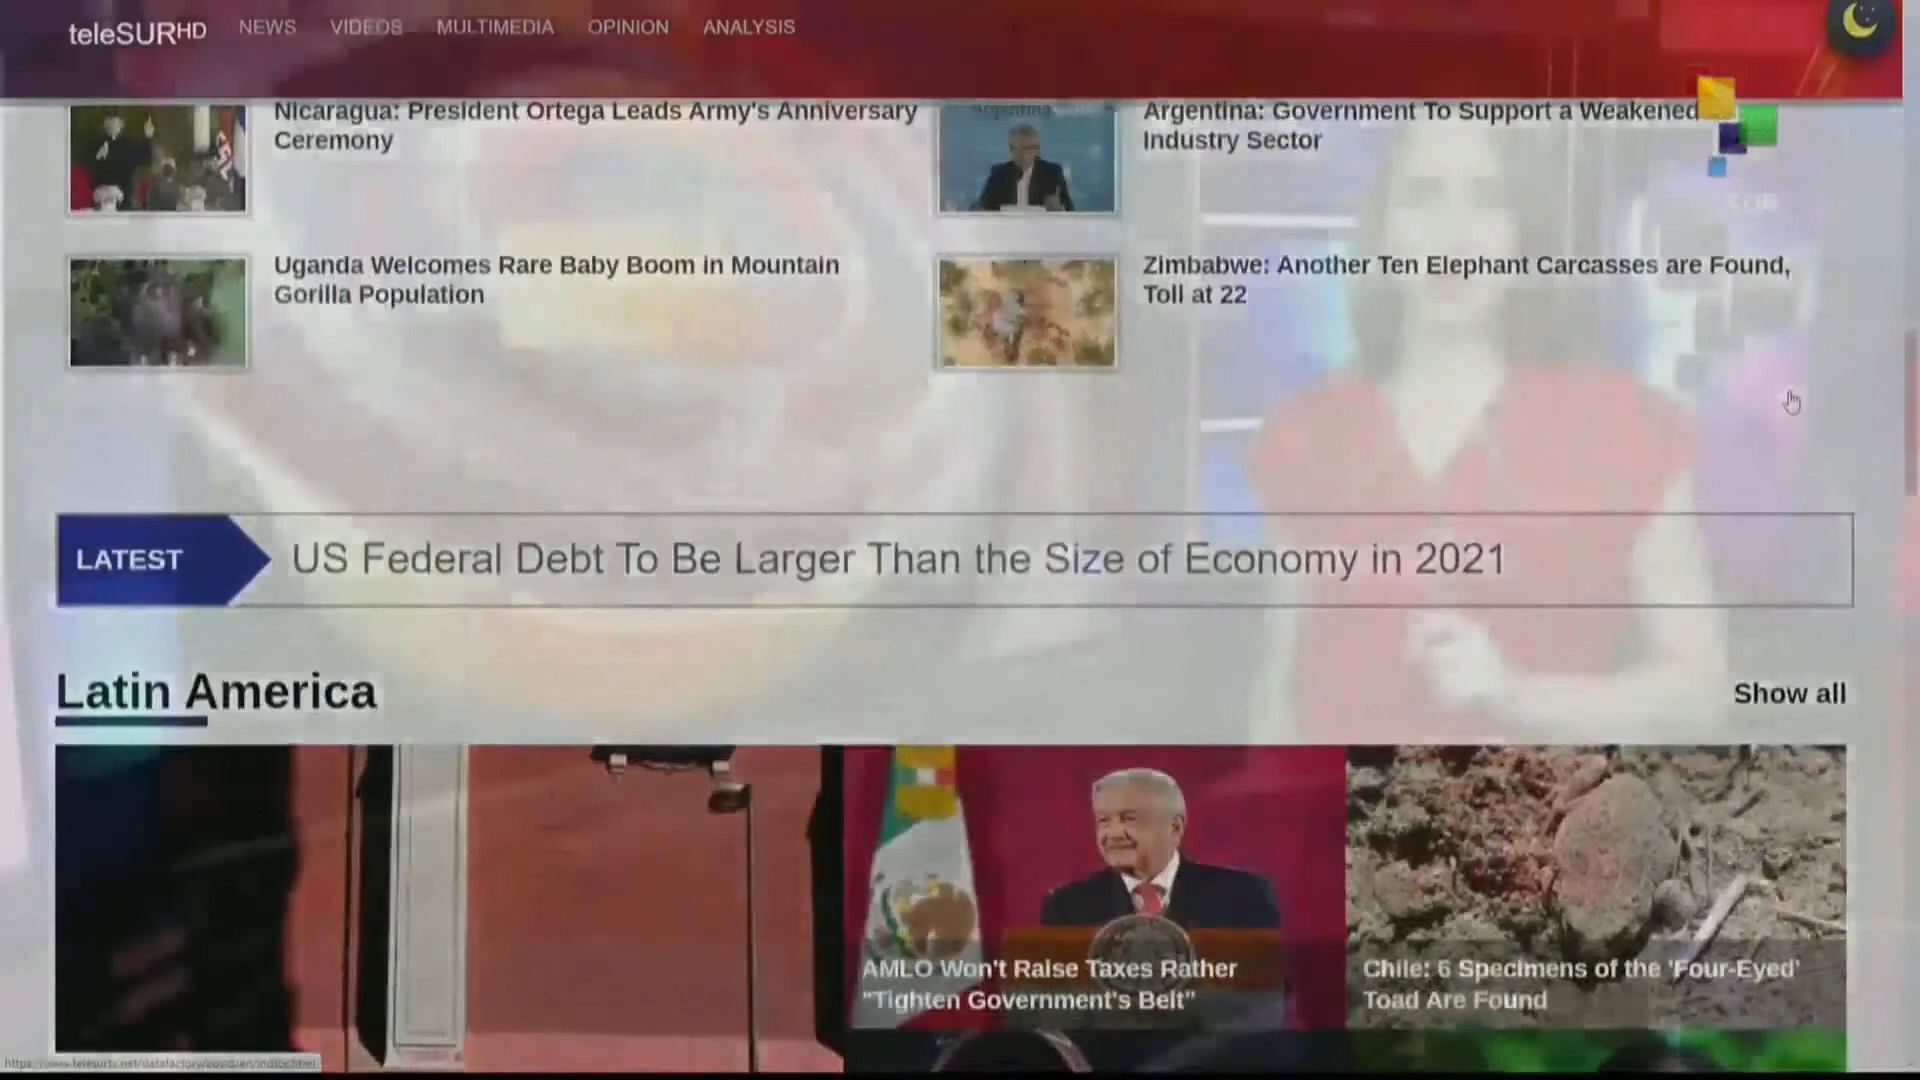 teleSURHD NEWS VIDEOS MULTIMEDIA OPINION ANALYSIS
Nicaragua: President Ortega Leads Army's Anniversary
Ceremony
Argentina: Government To Support a Weakened
Industry Sector
Uganda Welcomes Rare Baby Boom in Mountain
Gorilla Population
Zimbabwe: Another Ten Elephant Carcasses are Found,
Toll at 22
LATEST
US Federal Debt To Be Larger Than the Size of Economy in 2021
Latin America
Show all
AMLO Won't Raise Taxes Rather
"Tighten Government's Belt"
Chile: 6 Specimens of the 'Four-Eyed'
Toad Are Found